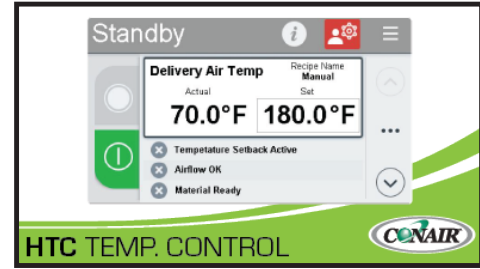 Standby
Delivery Air Temp
Recipe Name
Manual
Actual
Set
70.0°F
180.0°F
Tempetature Setback Active
Airflow OK
Material Ready
HTC TEMP. CONTROL
CONAIR